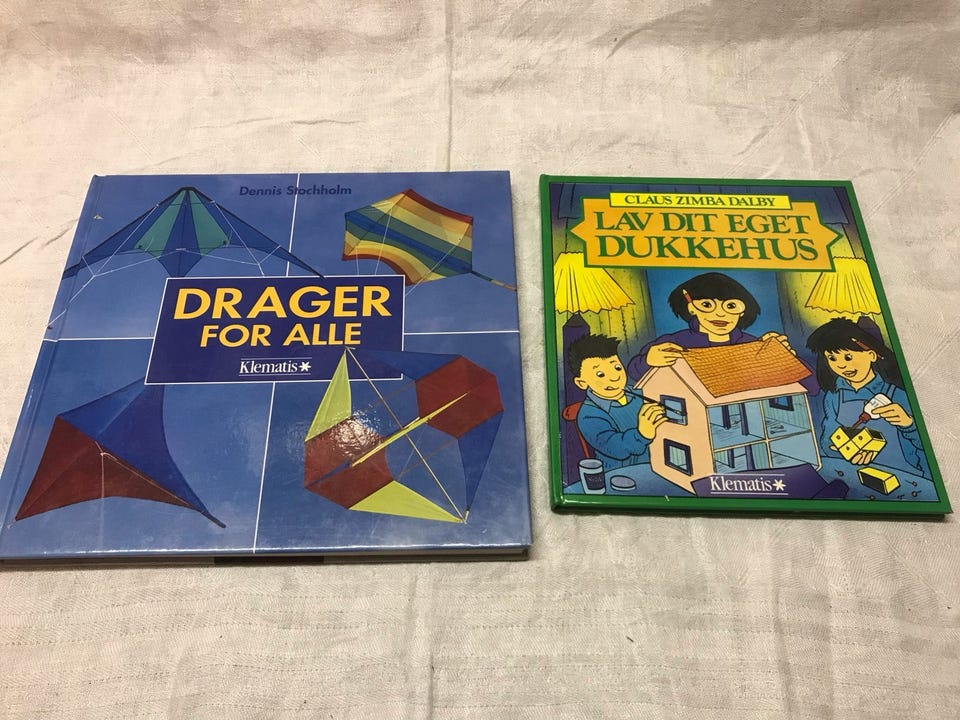 Dennis Stochholm
DRAGER
FOR ALLE
Klematis
CLAUS ZIMBA DALBY
LAV DIT EGET
DUKKEHUS
Klematis